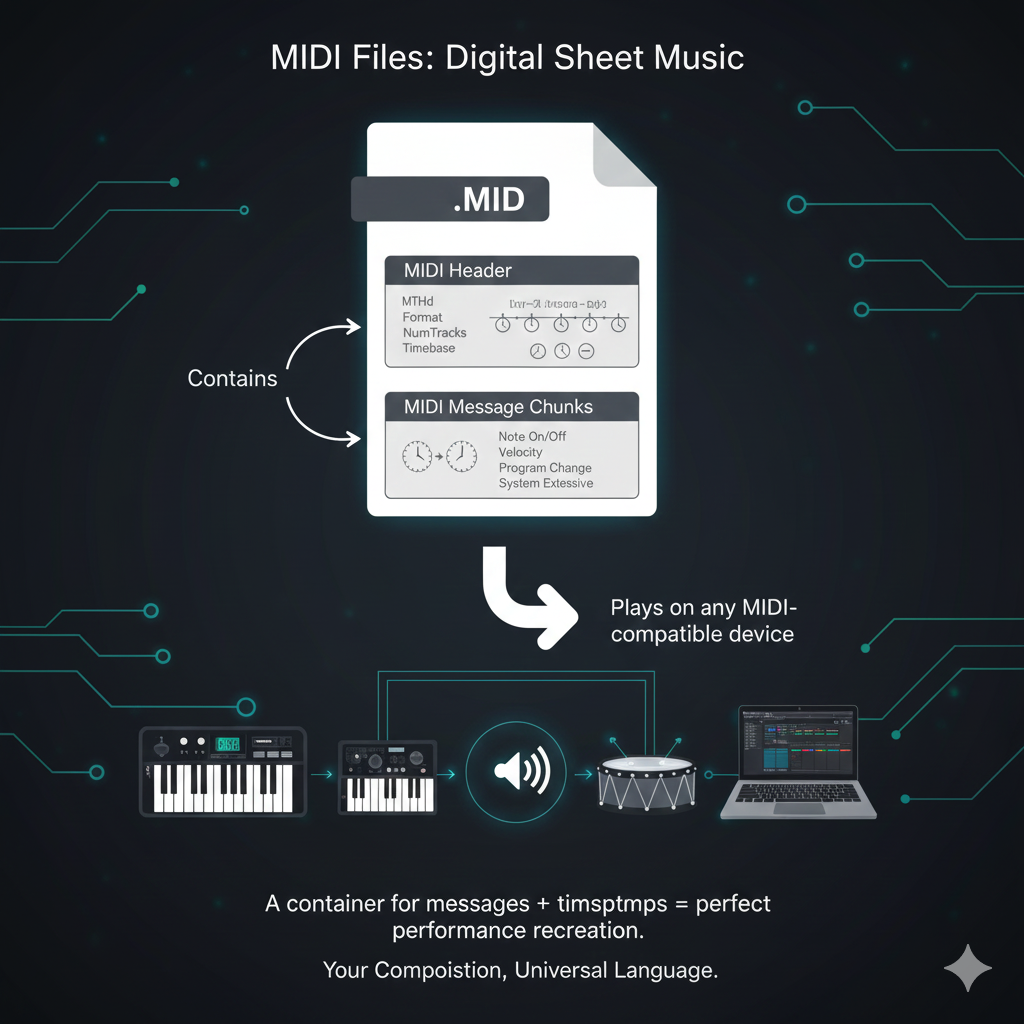 MIDI Files: Digital Sheet Music
.MID
MIDI Header
MTHd
Format
NumTracks
Timebase
Contains
MIDI Message Chunks
Note On/Off
Velocity
Program Change
System Extessive
Plays on any MIDI-
compatible device
A container for messages + timsptmps = perfect
performance recreation.
Your Compoistion, Universal Language.